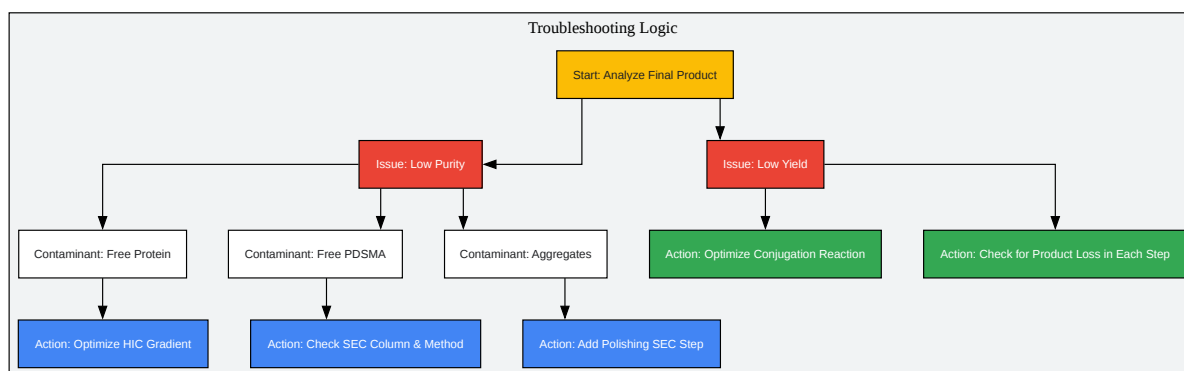 Troubleshooting Logic
Start: Analyze Final Product
Issue: Low Purity
Issue: Low Yield
Contaminant: Free Protein
Contaminant: Free PDSMA
Contaminant: Aggregates
Action: Optimize Conjugation Reaction
Action: Check for Product Loss in Each Step
Action: Optimize HIC Gradient
Action: Check SEC Column & Method
Action: Add Polishing SEC Step